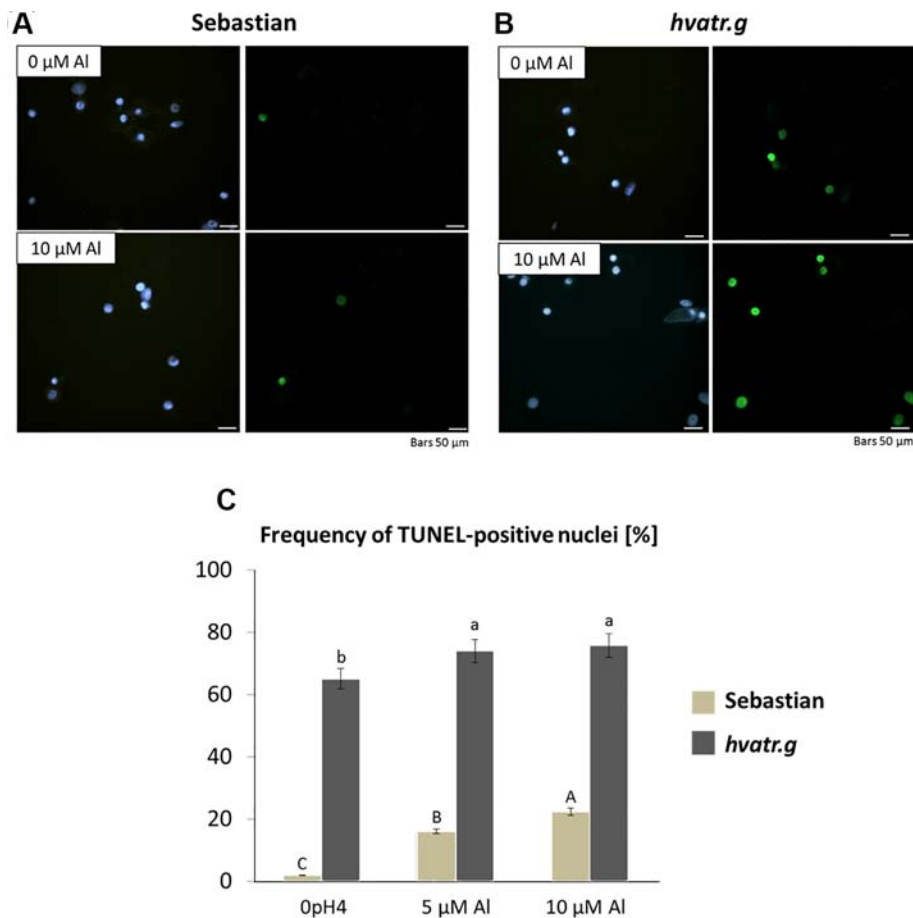 A
Sebastian
B
hvatr.g
0 µM Al
0 µM Al
10 µM Al
10 µM Al
Bars 50 µm
Bars 50 µm
C
Frequency of TUNEL-positive nuclei [%]
100
80
60
40
20
0
b
a
a
C
B
A
Sebastian
hvatr.g
0pH4
5 µM Al
10 µM Al